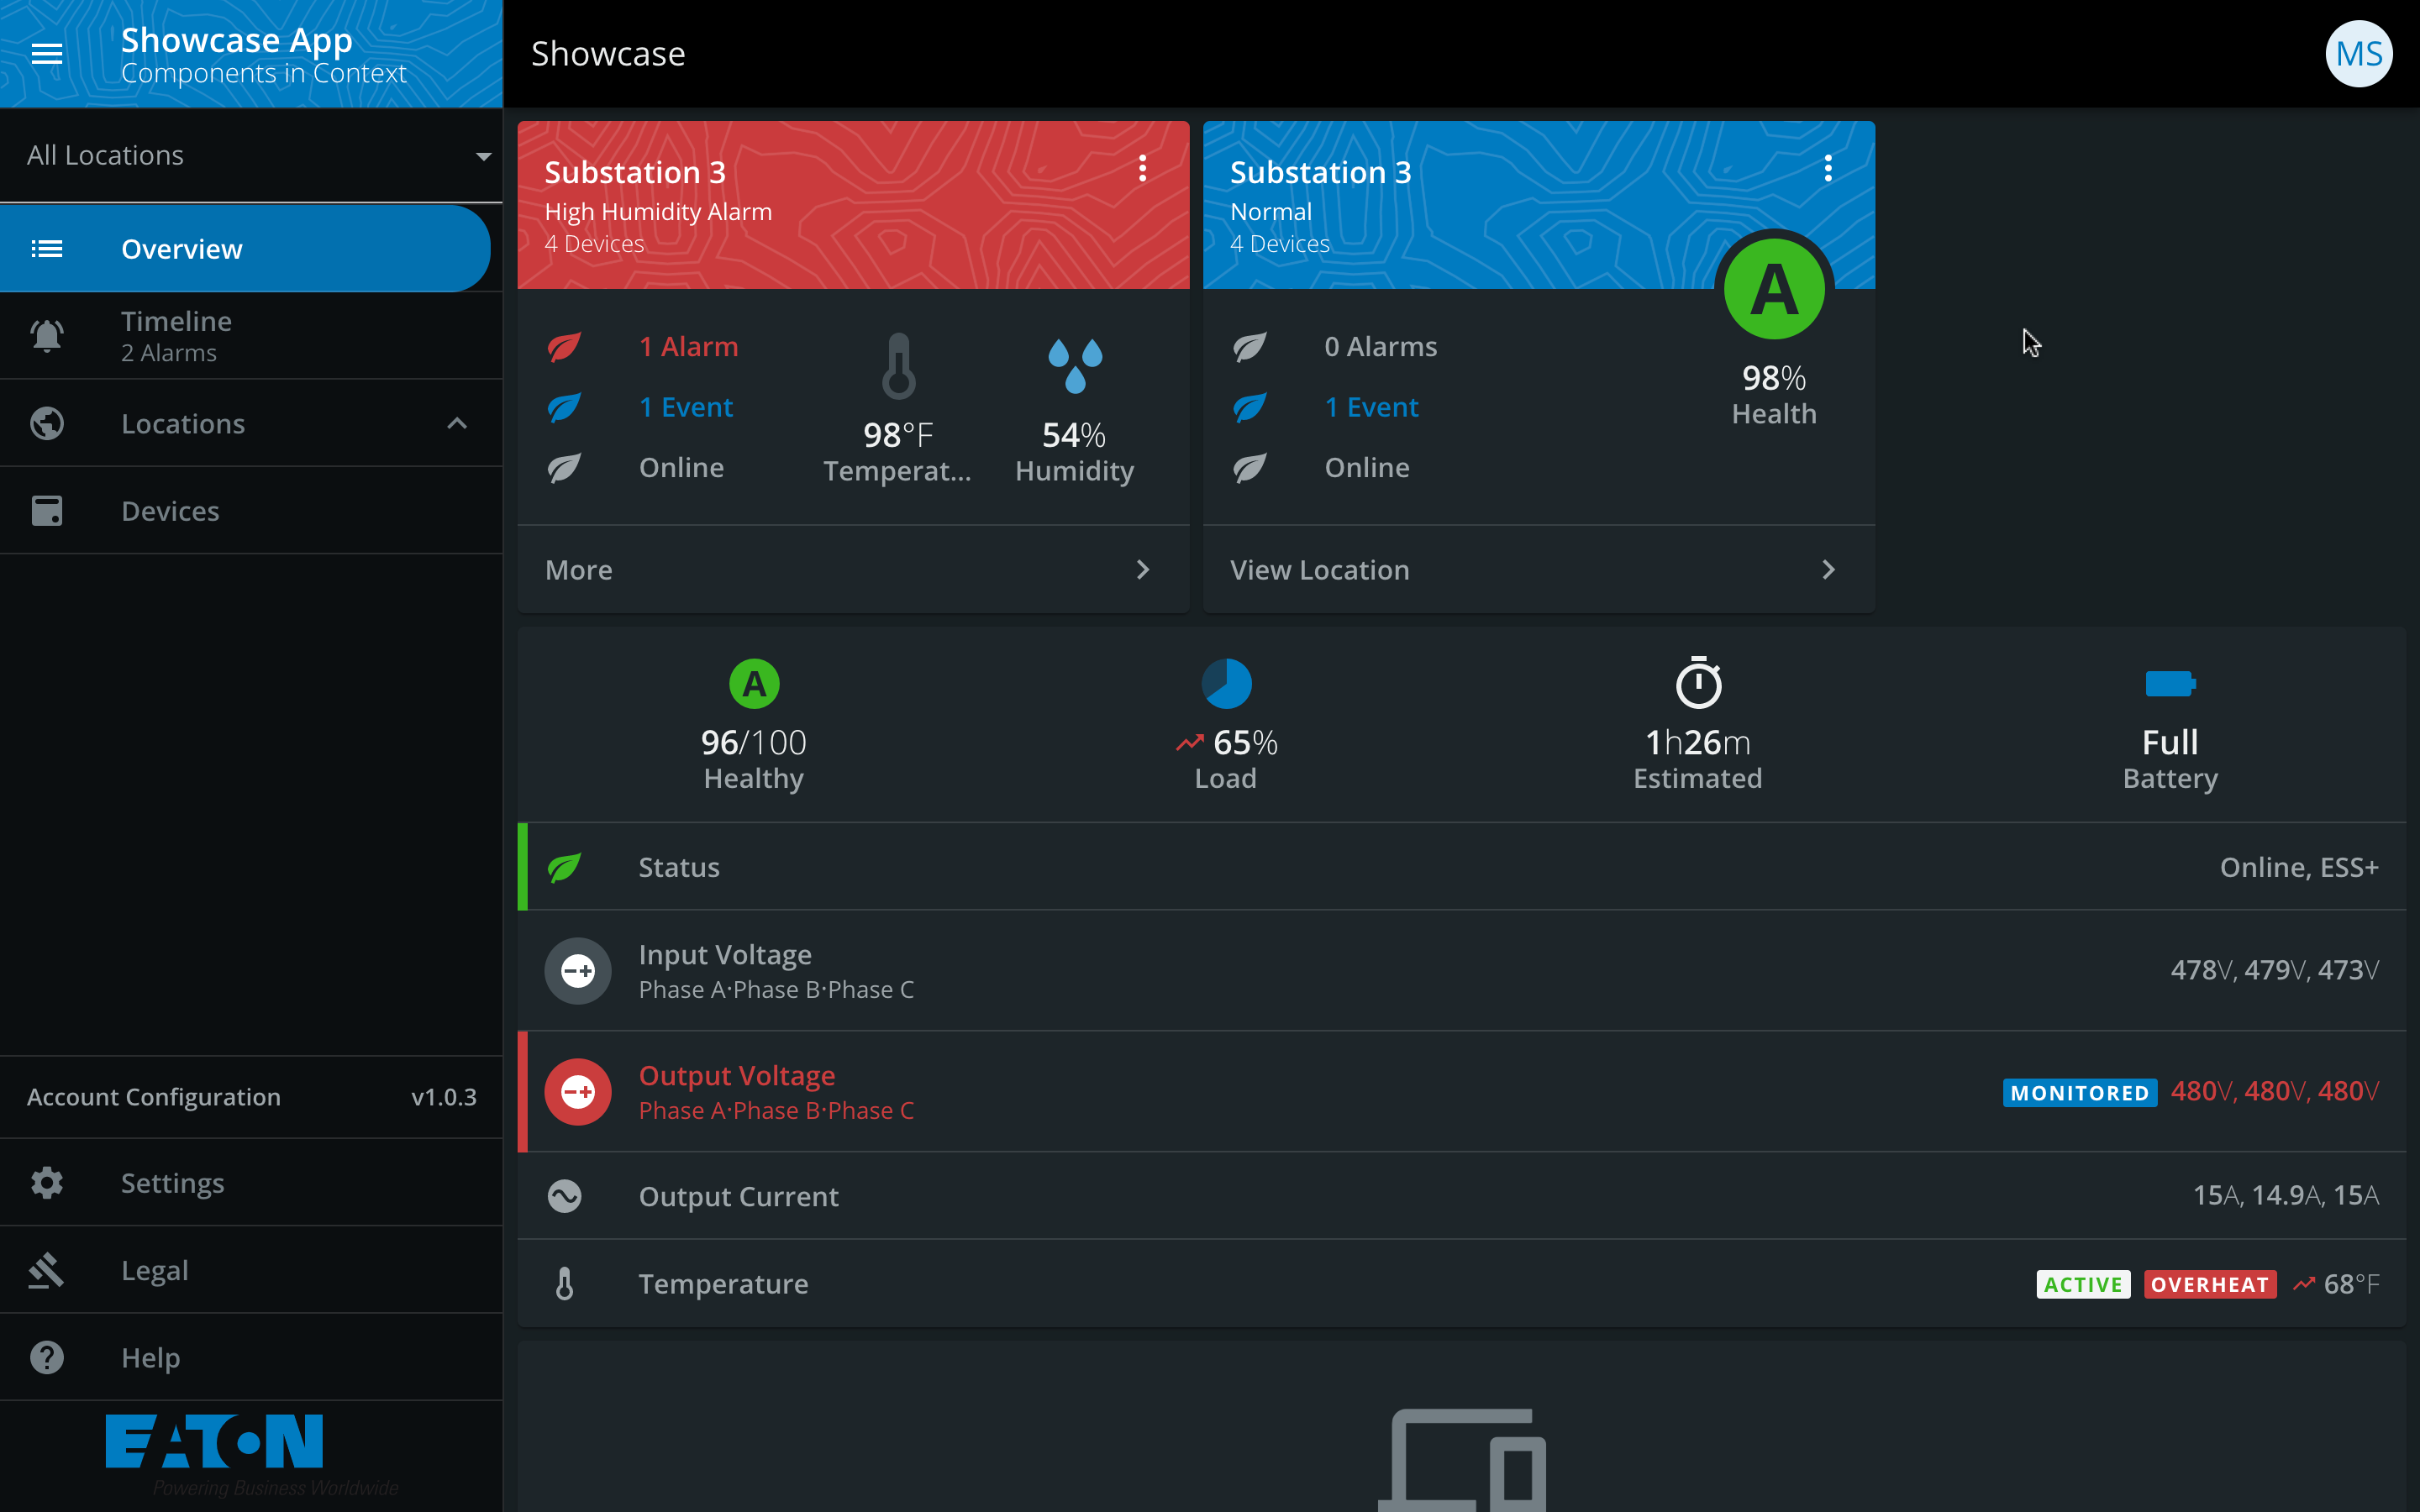 Showcase App
Components in Context
All Locations
Overview
Timeline
2 Alarms
Locations
Devices
Account Configuration v1.0.3
Settings
Legal
Help
EATON
Powering Business Worldwide
Showcase
MS
Substation 3
High Humidity Alarm
4 Devices
1 Alarm
1 Event
Online
98°F
Temperat...
54%
Humidity
More
Substation 3
Normal
4 Devices
A
0 Alarms
1 Event
Online
98%
Health
View Location
A
96/100
Healthy
65%
Load
1h26m
Estimated
Full
Battery
Status Online, ESS+
Input Voltage
Phase A·Phase B·Phase C
478V, 479V, 473V
Output Voltage
Phase A·Phase B·Phase C
MONITORED 480V, 480V, 480V
Output Current 15A, 14.9A, 15A
Temperature ACTIVE OVERHEAT 68°F